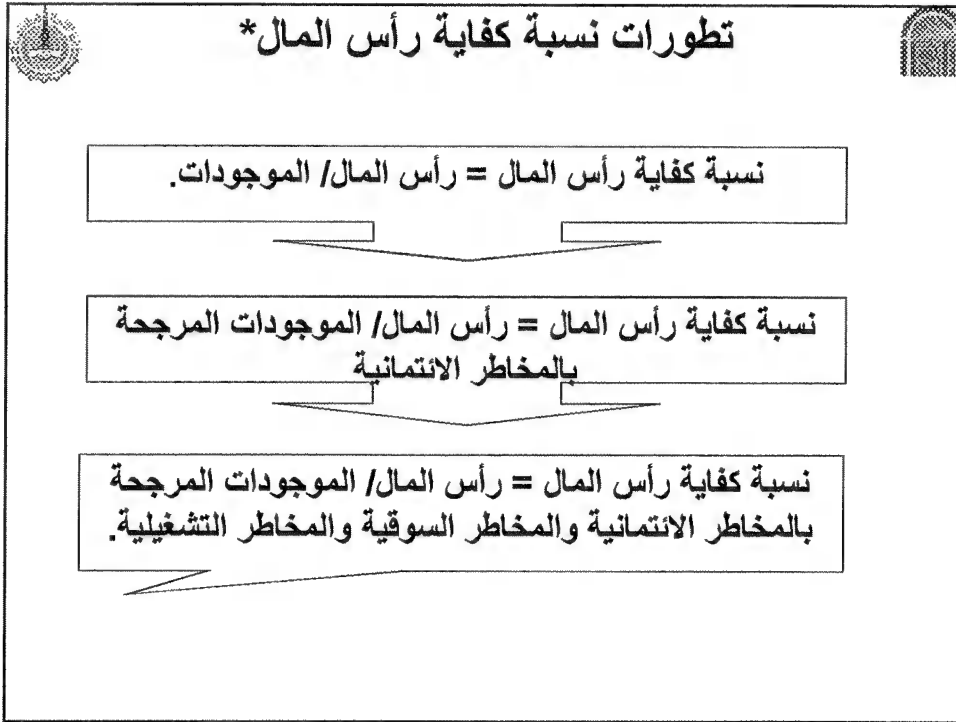 تطورات نسبة كفاية رأس المال*
نسبة كفاية رأس المال = رأس المال/ الموجودات.
نسبة كفاية رأس المال = رأس المال/ الموجودات المرجحة
بالمخاطر الائتمانية
نسبة كفاية رأس المال = رأس المال/ الموجودات المرجحة
بالمخاطر الائتمانية والمخاطر السوقية والمخاطر التشغيلية.